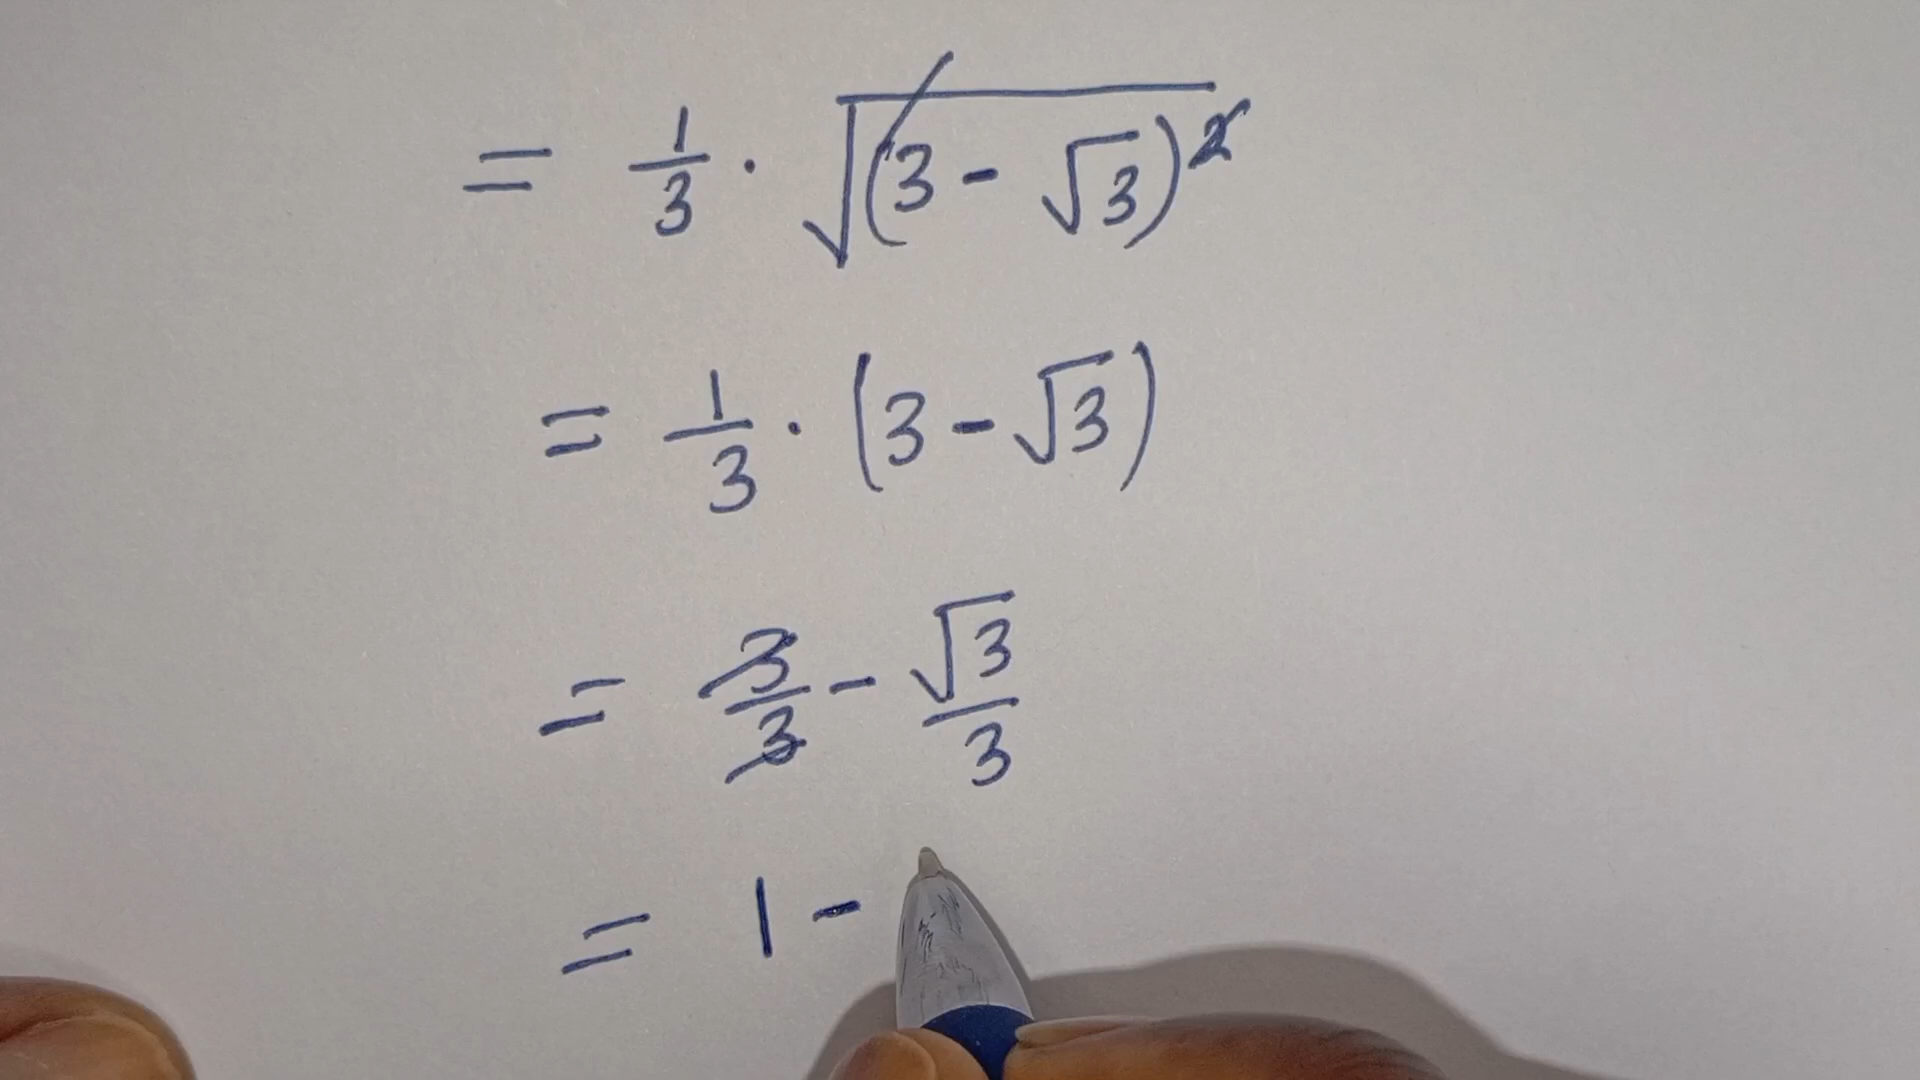 = 1/3 · √(3 - √3)²
= 1/3 · (3 - √3)
= 3/3 - √3/3
= 1 -